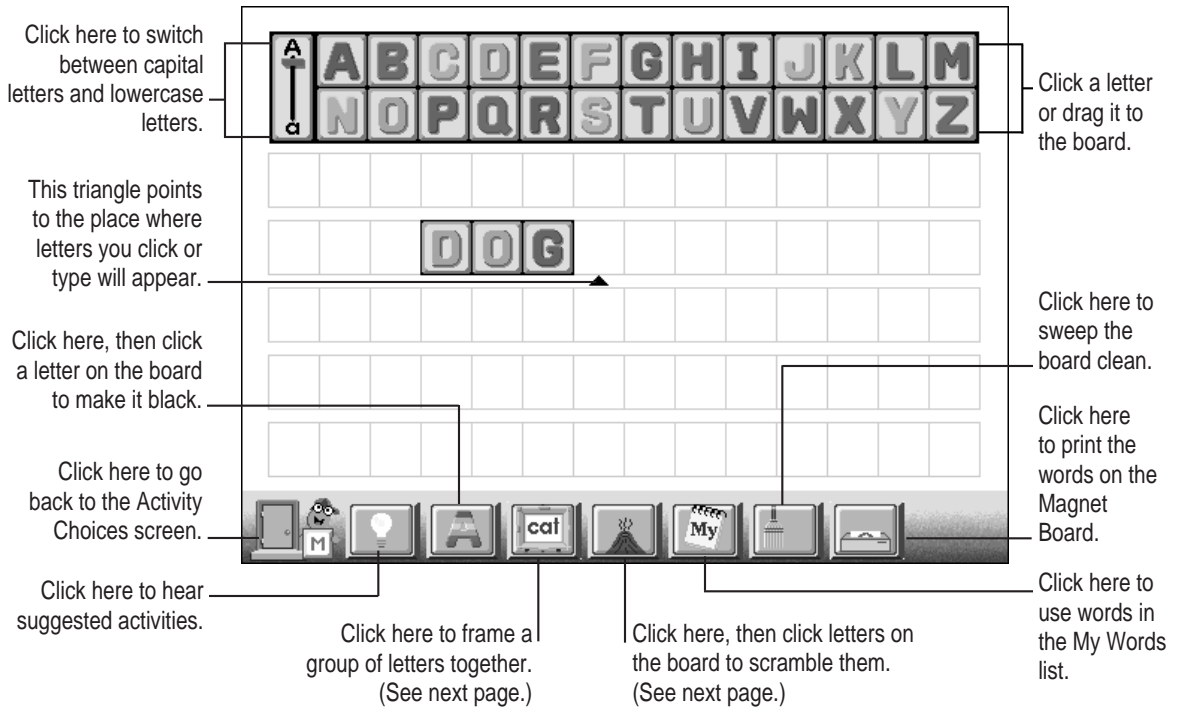 Click here to switch
between capital
letters and lowercase
letters.
A
a
A B C D E F G H I J K L M
N O P Q R S T U V W X Y Z
Click a letter
or drag it to
the board.
This triangle points
to the place where
letters you click or
type will appear.
D O G
Click here, then click
a letter on the board
to make it black.
Click here to
sweep the
board clean.
Click here to go
back to the Activity
Choices screen.
Click here
to print the
words on the
Magnet
Board.
M
A
cat
My
Click here to hear
suggested activities.
Click here to frame a
group of letters together.
(See next page.)
Click here, then click letters on
the board to scramble them.
(See next page.)
Click here to
use words in
the My Words
list.